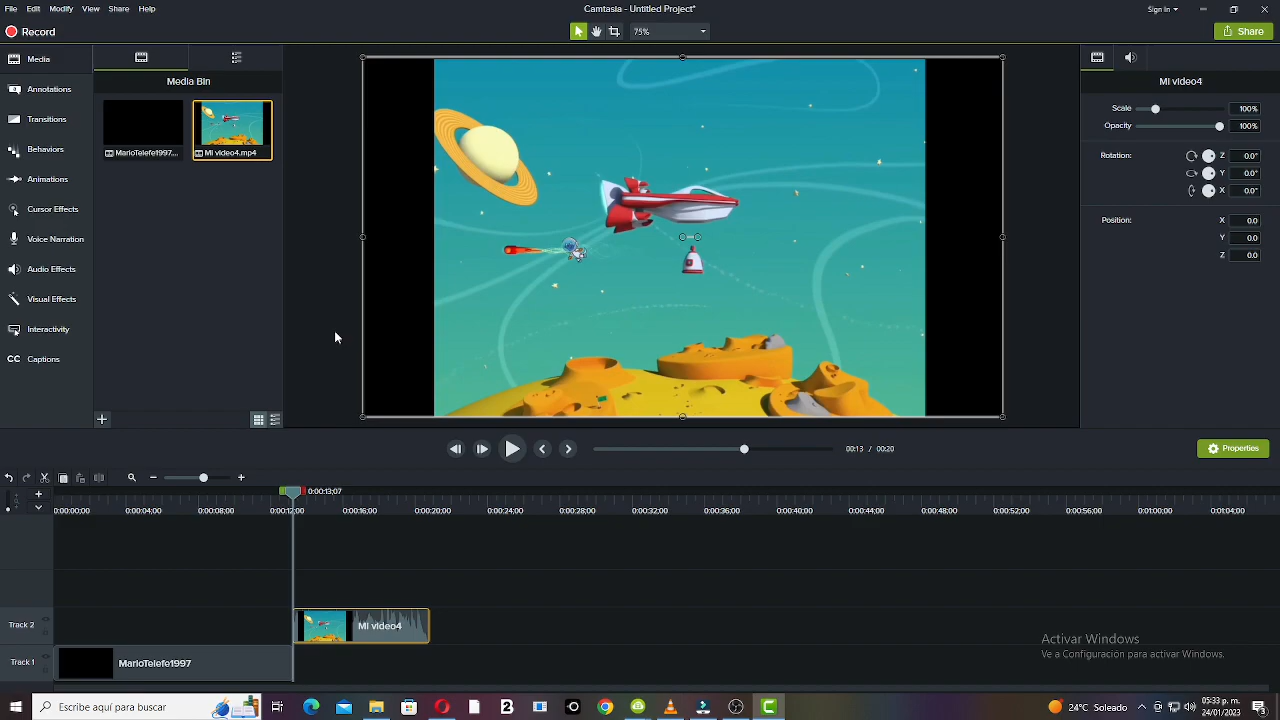 File Edit Modify View Share Help
Camtasia - Untitled Project*
Sign in
Record
75%
Share
Media
Annotations
Transitions
Behaviors
Animations
Cursor Effects
Voice Narration
Audio Effects
Visual Effects
Interactivity
CC Captions
Media Bin
MarioTelefe1997...
Mi video4.mp4
Mi video4
Scale 100%
Opacity 100%
Rotation: Z 0.0°
Y 0.0°
X 0.0°
Position: X 0.0
Y 0.0
Z 0.0
00:13 / 00:20
Properties
0:00:13;07
0:00:00;00 0:00:04;00 0:00:08;00 0:00:12;00 0:00:16;00 0:00:20;00 0:00:24;00 0:00:28;00 0:00:32;00 0:00:36;00 0:00:40;00 0:00:44;00 0:00:48;00 0:00:52;00 0:00:56;00 0:01:00;00 0:01:04;00
Track 2
Mi video4
Track 1
MarioTelefe1997
Activar Windows
Ve a Configuración para activar Windows.
Escribe aquí para buscar
24°C Soleado
05:33 p.m.
26/01/2023